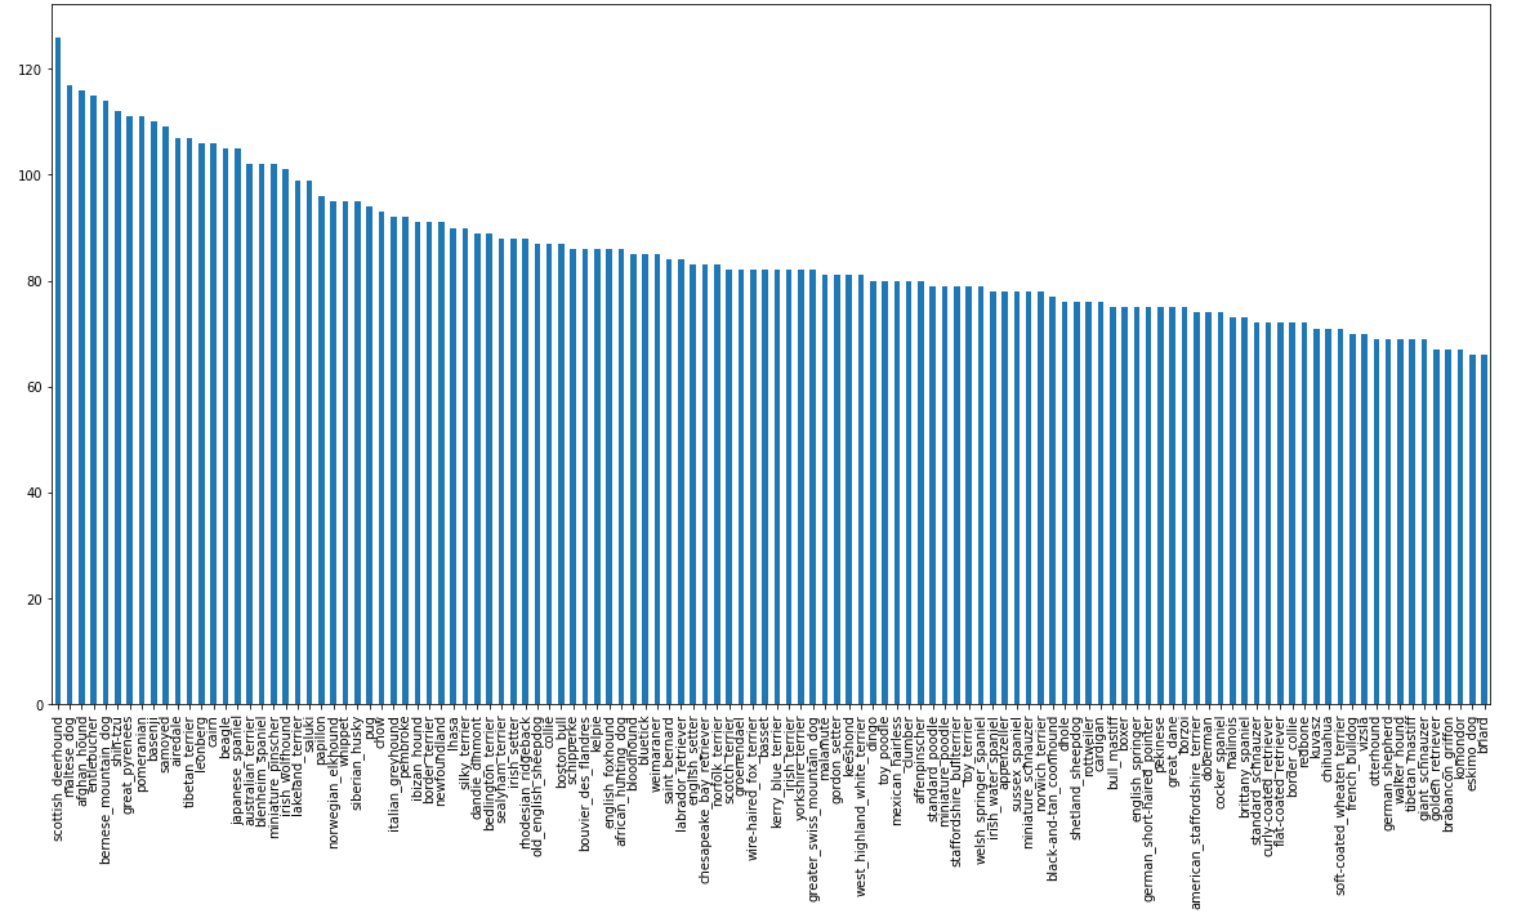 120
100
80
60
40
20
0
scottish_deerhound
maltese_dog
afghan_hound
entlebucher
bernese_mountain_dog
shih-tzu
great_pyrenees
pomeranian
basenji
samoyed
airedale
tibetan_terrier
leonberg
cairn
beagle
japanese_spaniel
australian_terrier
blenheim_spaniel
miniature_pinscher
irish_wolfhound
lakeland_terrier
saluki
papillon
norwegian_elkhound
whippet
siberian_husky
pug
chow
italian_greyhound
pembroke
ibizan_hound
border_terrier
newfoundland
lhasa
silky_terrier
dandie_dinmont
bedlington_terrier
sealyham_terrier
irish_setter
rhodesian_ridgeback
old_english_sheepdog
collie
boston_bull
schipperke
bouvier_des_flandres
kelpie
english_foxhound
african_hunting_dog
bloodhound
bluetick
weimaraner
saint_bernard
labrador_retriever
english_setter
chesapeake_bay_retriever
norfolk_terrier
scotch_terrier
groenendael
wire-haired_fox_terrier
basset
kerry_blue_terrier
irish_terrier
yorkshire_terrier
greater_swiss_mountain_dog
malamute
gordon_setter
keeshond
west_highland_white_terrier
dingo
toy_poodle
mexican_hairless
clumber
affenpinscher
standard_poodle
miniature_poodle
staffordshire_bullterrier
toy_terrier
welsh_springer_spaniel
irish_water_spaniel
appenzeller
sussex_spaniel
miniature_schnauzer
norwich_terrier
black-and-tan_coonhound
dhole
shetland_sheepdog
rottweiler
cardigan
bull_mastiff
boxer
english_springer
german_short-haired_pointer
pekinese
great_dane
borzoi
american_staffordshire_terrier
doberman
cocker_spaniel
malinois
brittany_spaniel
standard_schnauzer
curly-coated_retriever
flat-coated_retriever
border_collie
redbone
kuvasz
chihuahua
soft-coated_wheaten_terrier
french_bulldog
vizsla
otterhound
german_shepherd
walker_hound
tibetan_mastiff
giant_schnauzer
golden_retriever
brabancon_griffon
komondor
eskimo_dog
briard